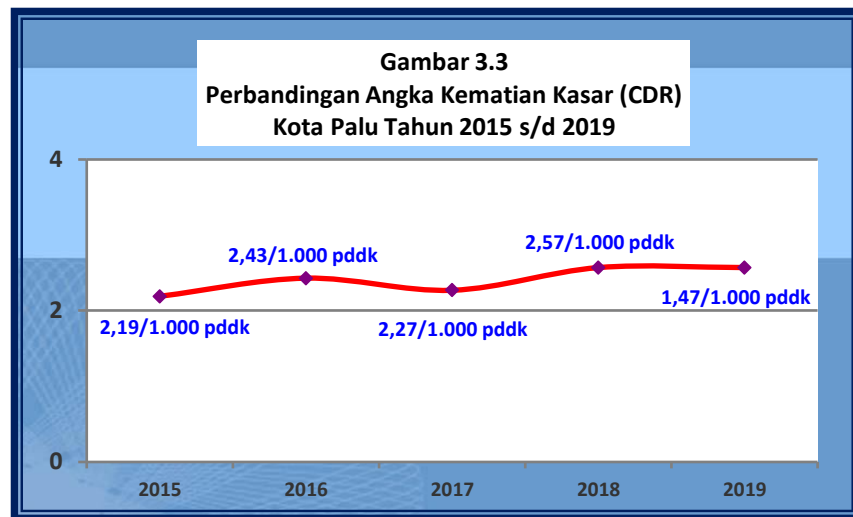 Gambar 3.3
Perbandingan Angka Kematian Kasar (CDR)
Kota Palu Tahun 2015 s/d 2019
4
2,43/1.000 pddk
2,57/1.000 pddk
1,47/1.000 pddk
2
2,19/1.000 pddk
2,27/1.000 pddk
0
2015
2016
2017
2018
2019